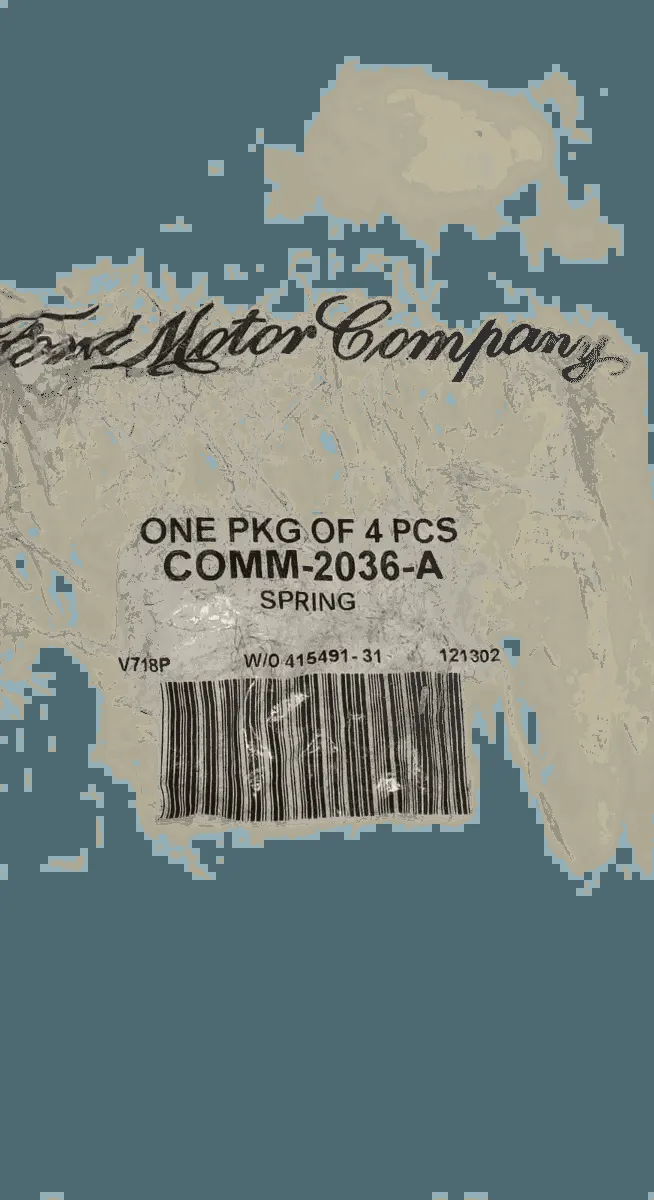 Ford Motor Company
ONE PKG OF 4 PCS
COMM-2036-A
SPRING
V718P W/O 415491-31 121302